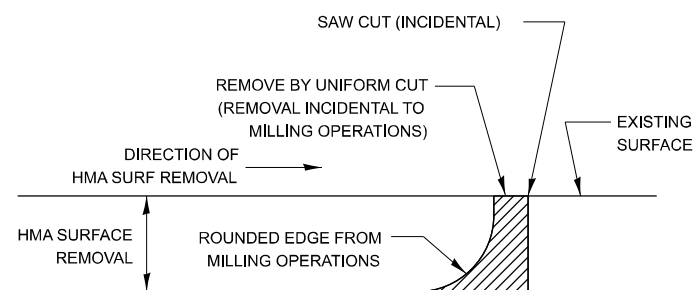 SAW CUT (INCIDENTAL)
REMOVE BY UNIFORM CUT
(REMOVAL INCIDENTAL TO
MILLING OPERATIONS)
EXISTING
SURFACE
DIRECTION OF
HMA SURF REMOVAL
HMA SURFACE
REMOVAL
ROUNDED EDGE FROM
MILLING OPERATIONS